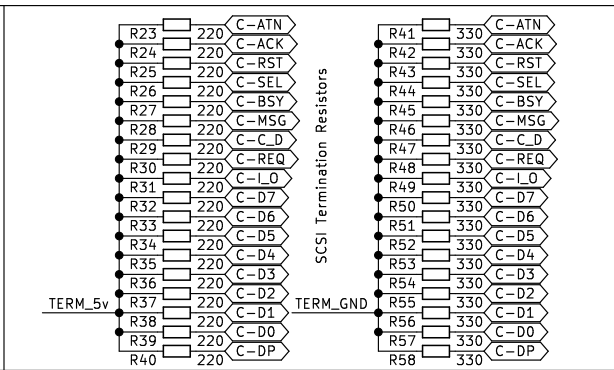 R23 220 C-ATN
R24 220 C-ACK
R25 220 C-RST
R26 220 C-SEL
R27 220 C-BSY
R28 220 C-MSG
R29 220 C-C_D
R30 220 C-REQ
R31 220 C-I_O
R32 220 C-D7
R33 220 C-D6
R34 220 C-D5
R35 220 C-D4
R36 220 C-D3
R37 220 C-D2
TERM_5v
R38 220 C-D1
R39 220 C-D0
R40 220 C-DP
SCSI Termination Resistors
R41 330 C-ATN
R42 330 C-ACK
R43 330 C-RST
R44 330 C-SEL
R45 330 C-BSY
R46 330 C-MSG
R47 330 C-C_D
R48 330 C-REQ
R49 330 C-I_O
R50 330 C-D7
R51 330 C-D6
R52 330 C-D5
R53 330 C-D4
R54 330 C-D3
R55 330 C-D2
TERM_GND
R56 330 C-D1
R57 330 C-D0
R58 330 C-DP